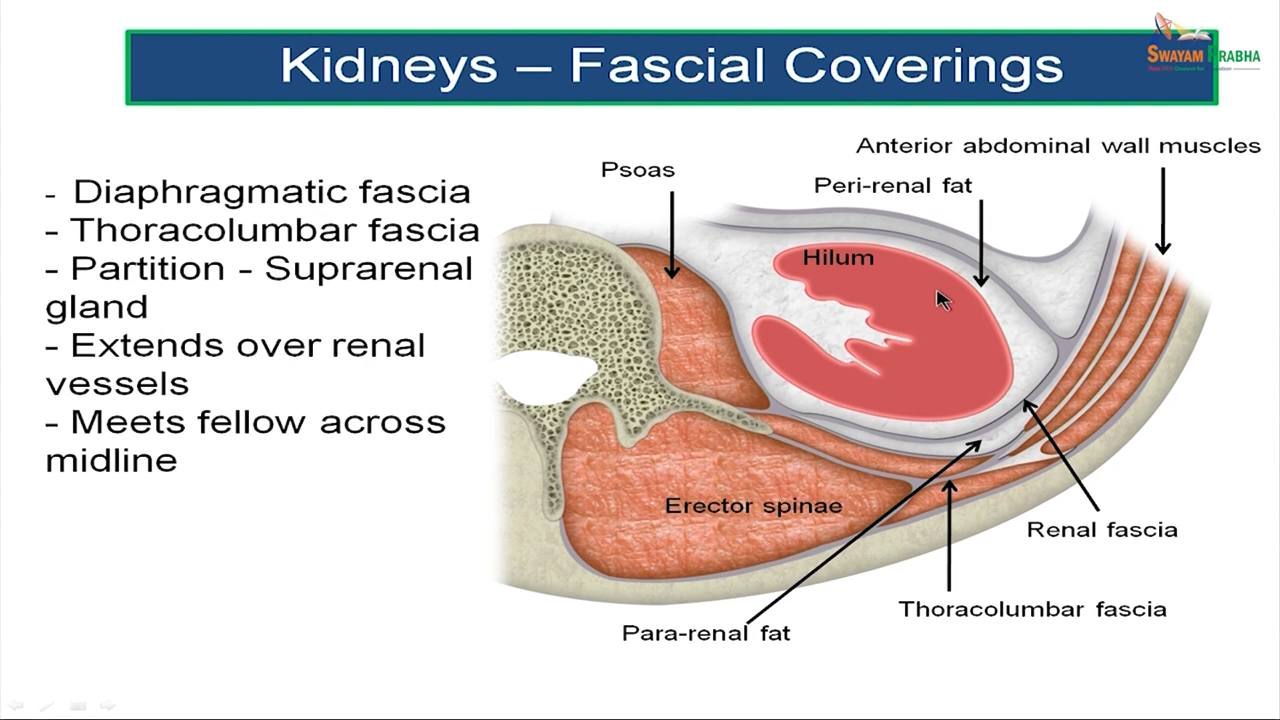 Kidneys – Fascial Coverings
SWAYAM PRABHA
- Diaphragmatic fascia
- Thoracolumbar fascia
- Partition - Suprarenal
gland
- Extends over renal
vessels
- Meets fellow across
midline
Anterior abdominal wall muscles
Psoas
Peri-renal fat
Hilum
Erector spinae
Renal fascia
Thoracolumbar fascia
Para-renal fat